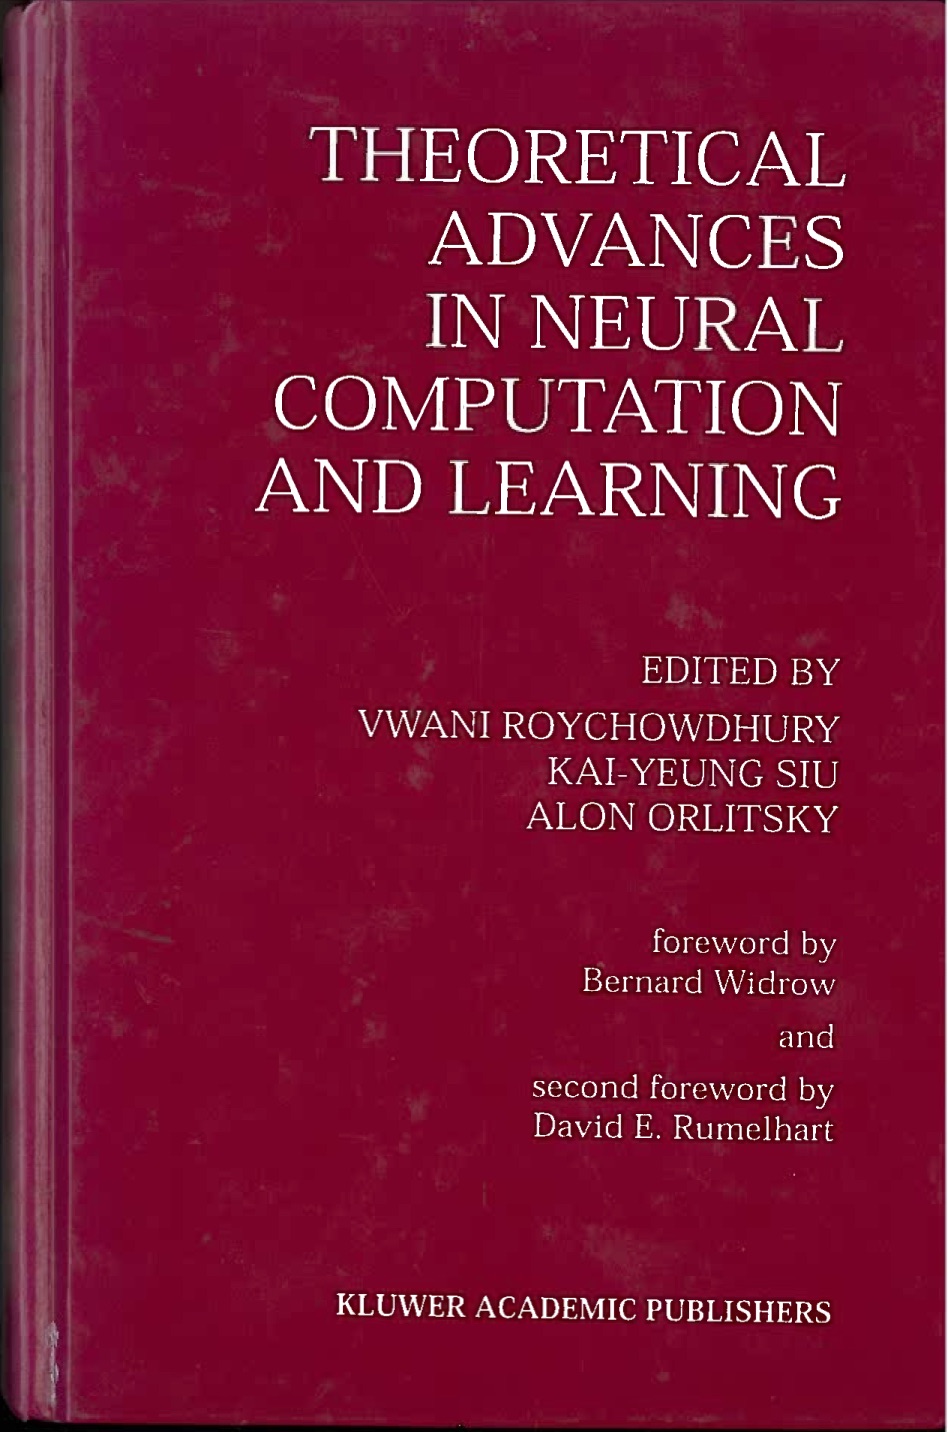 THEORETICAL
ADVANCES
IN NEURAL
COMPUTATION
AND LEARNING
EDITED BY
VWANI ROYCHOWDHURY
KAI-YEUNG SIU
ALON ORLITSKY
foreword by
Bernard Widrow
and
second foreword by
David E. Rumelhart
KLUWER ACADEMIC PUBLISHERS